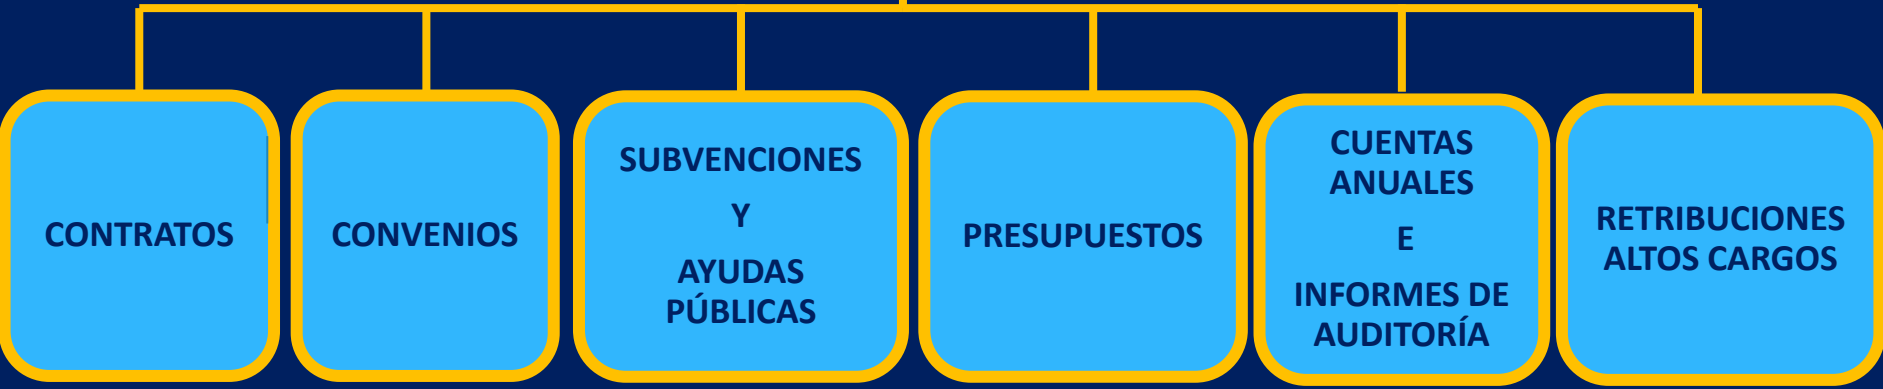 CONTRATOS
CONVENIOS
SUBVENCIONES
Y
AYUDAS
PÚBLICAS
PRESUPUESTOS
CUENTAS
ANUALES
E
INFORMES DE
AUDITORÍA
RETRIBUCIONES
ALTOS CARGOS